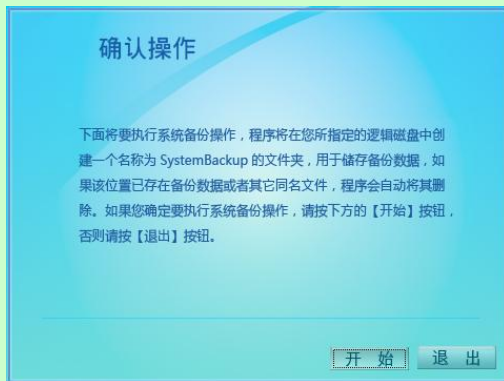 确认操作
下面将要执行系统备份操作，程序将在您所指定的逻辑磁盘中创
建一个名称为 SystemBackup 的文件夹，用于储存备份数据，如
果该位置已存在备份数据或者其它同名文件，程序会自动将其删
除。如果您确定要执行系统备份操作，请按下方的【开始】按钮，
否则请按【退出】按钮。
开 始
退 出